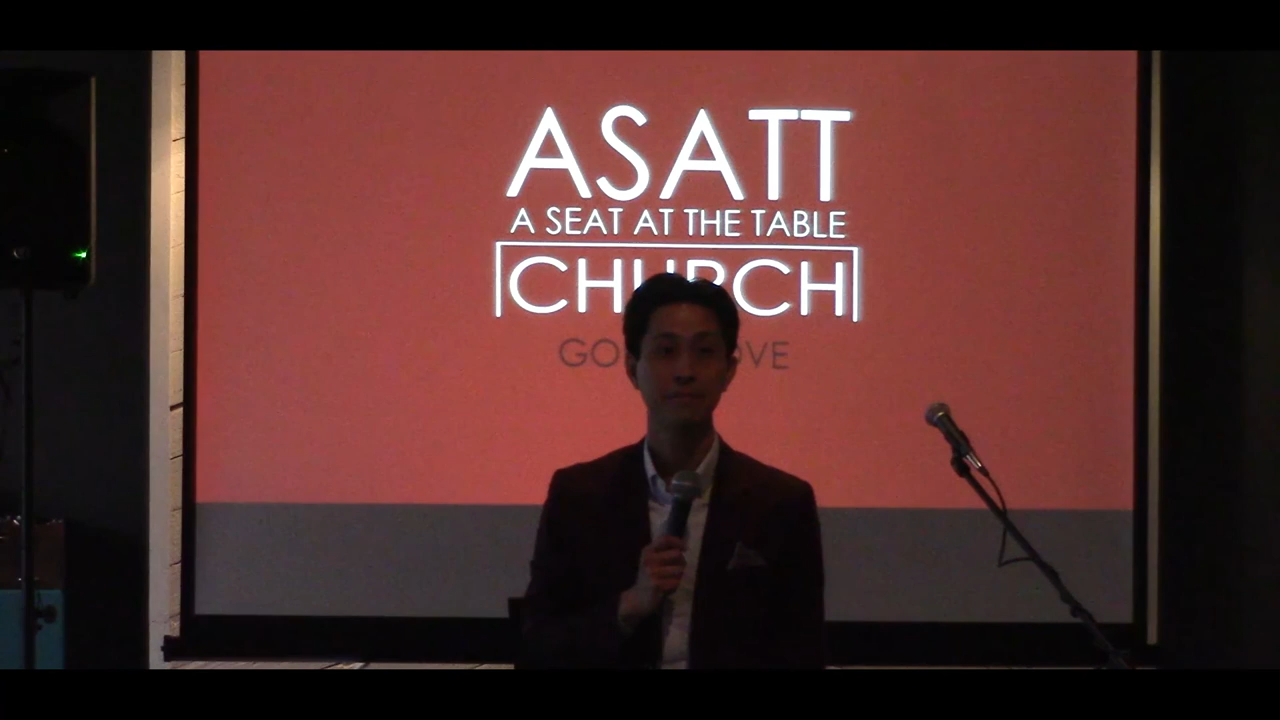 ASATT
A SEAT AT THE TABLE
CHURCH